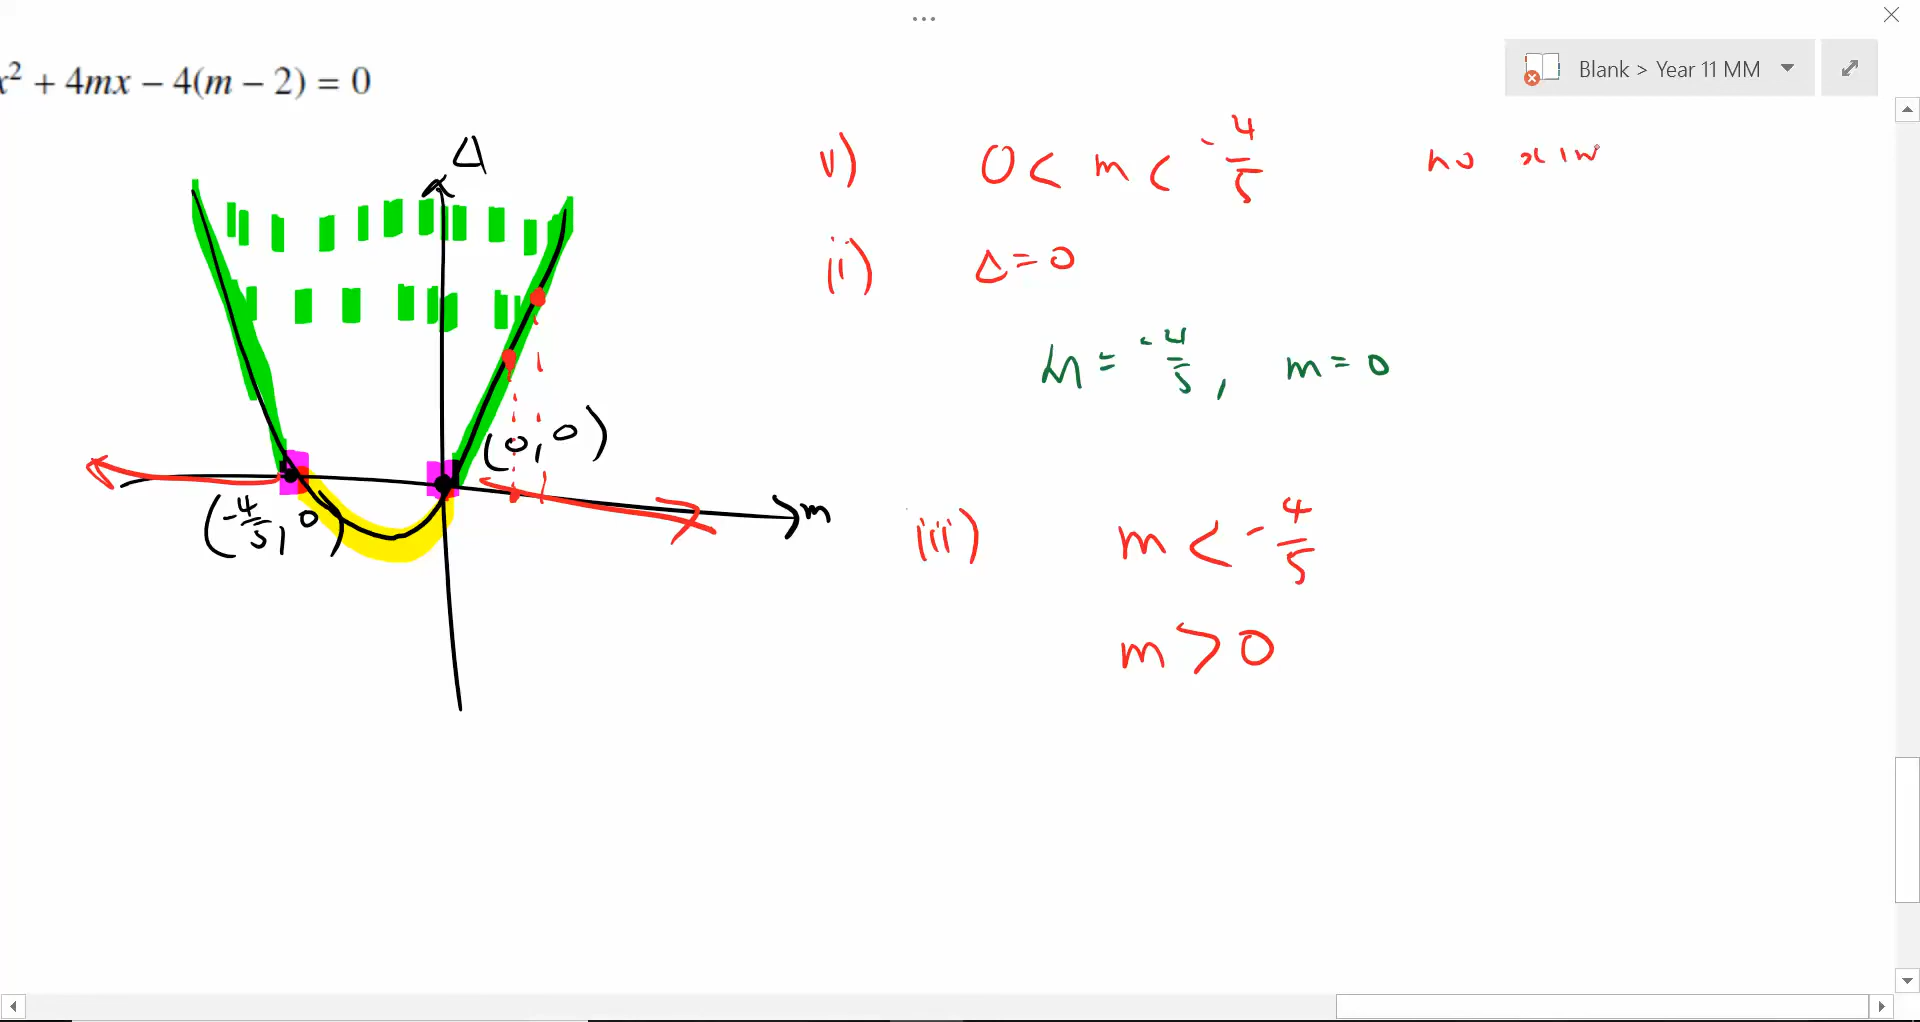 x² + 4mx − 4(m − 2) = 0
Blank > Year 11 MM
Δ
(0, 0)
(-4/5, 0)
m
v) 0 < m < -4/5 no x in
ii) Δ = 0
m = -4/5, m = 0
iii) m < -4/5
m > 0